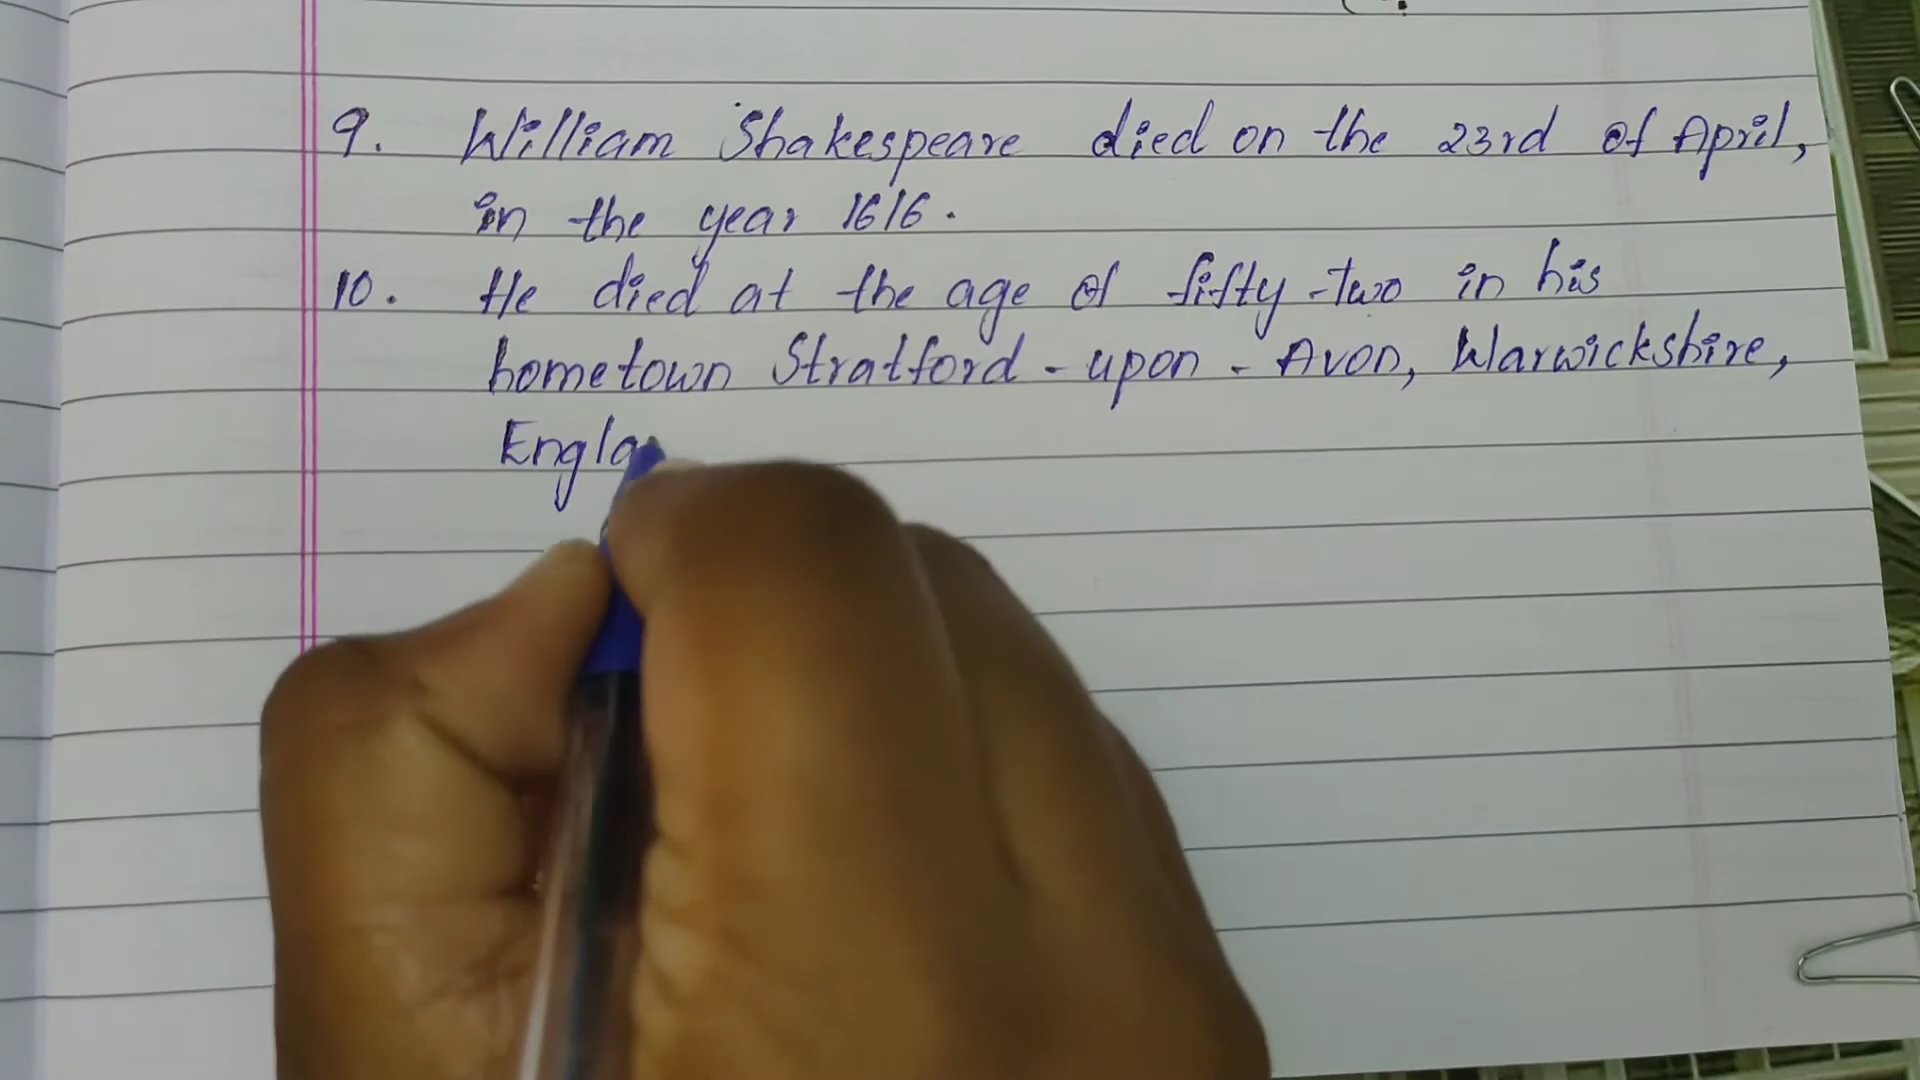 9. William Shakespeare died on the 23rd of April,
in the year 1616.
10. He died at the age of fifty-two in his
hometown Stratford-upon-Avon, Warwickshire,
Engla